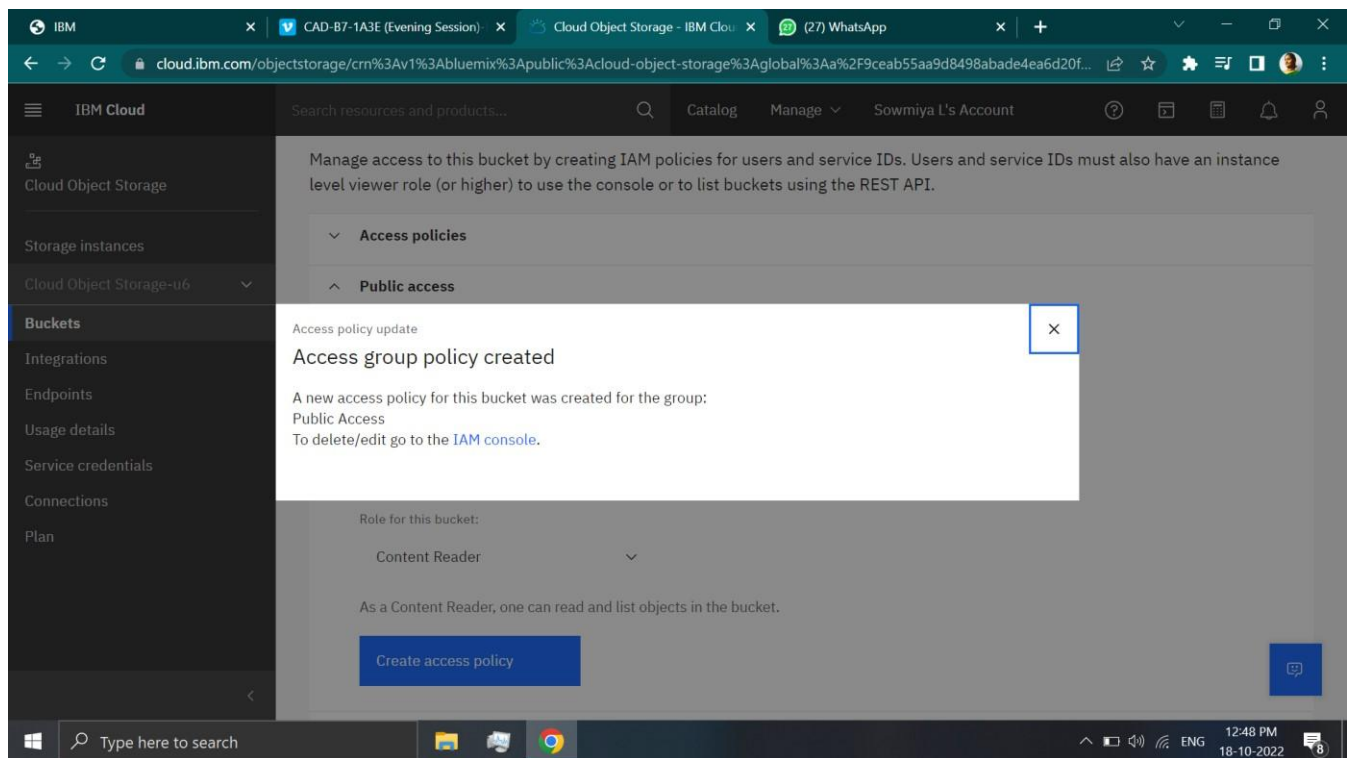 IBM
CAD-B7-1A3E (Evening Session)-
Cloud Object Storage - IBM Clou
(27) WhatsApp
cloud.ibm.com/objectstorage/crn%3Av1%3Abluemix%3Apublic%3Acloud-object-storage%3Aglobal%3Aa%2F9ceab55aa9d8498abade4ea6d20f...
IBM Cloud
Search resources and products...
Catalog
Manage
Sowmiya L's Account
Cloud Object Storage
Storage instances
Cloud Object Storage-u6
Buckets
Integrations
Endpoints
Usage details
Service credentials
Connections
Plan
Manage access to this bucket by creating IAM policies for users and service IDs. Users and service IDs must also have an instance
level viewer role (or higher) to use the console or to list buckets using the REST API.
Access policies
Public access
Access policy update
Access group policy created
A new access policy for this bucket was created for the group:
Public Access
To delete/edit go to the IAM console.
Role for this bucket:
Content Reader
As a Content Reader, one can read and list objects in the bucket.
Create access policy
Type here to search
ENG
12:48 PM
18-10-2022
8